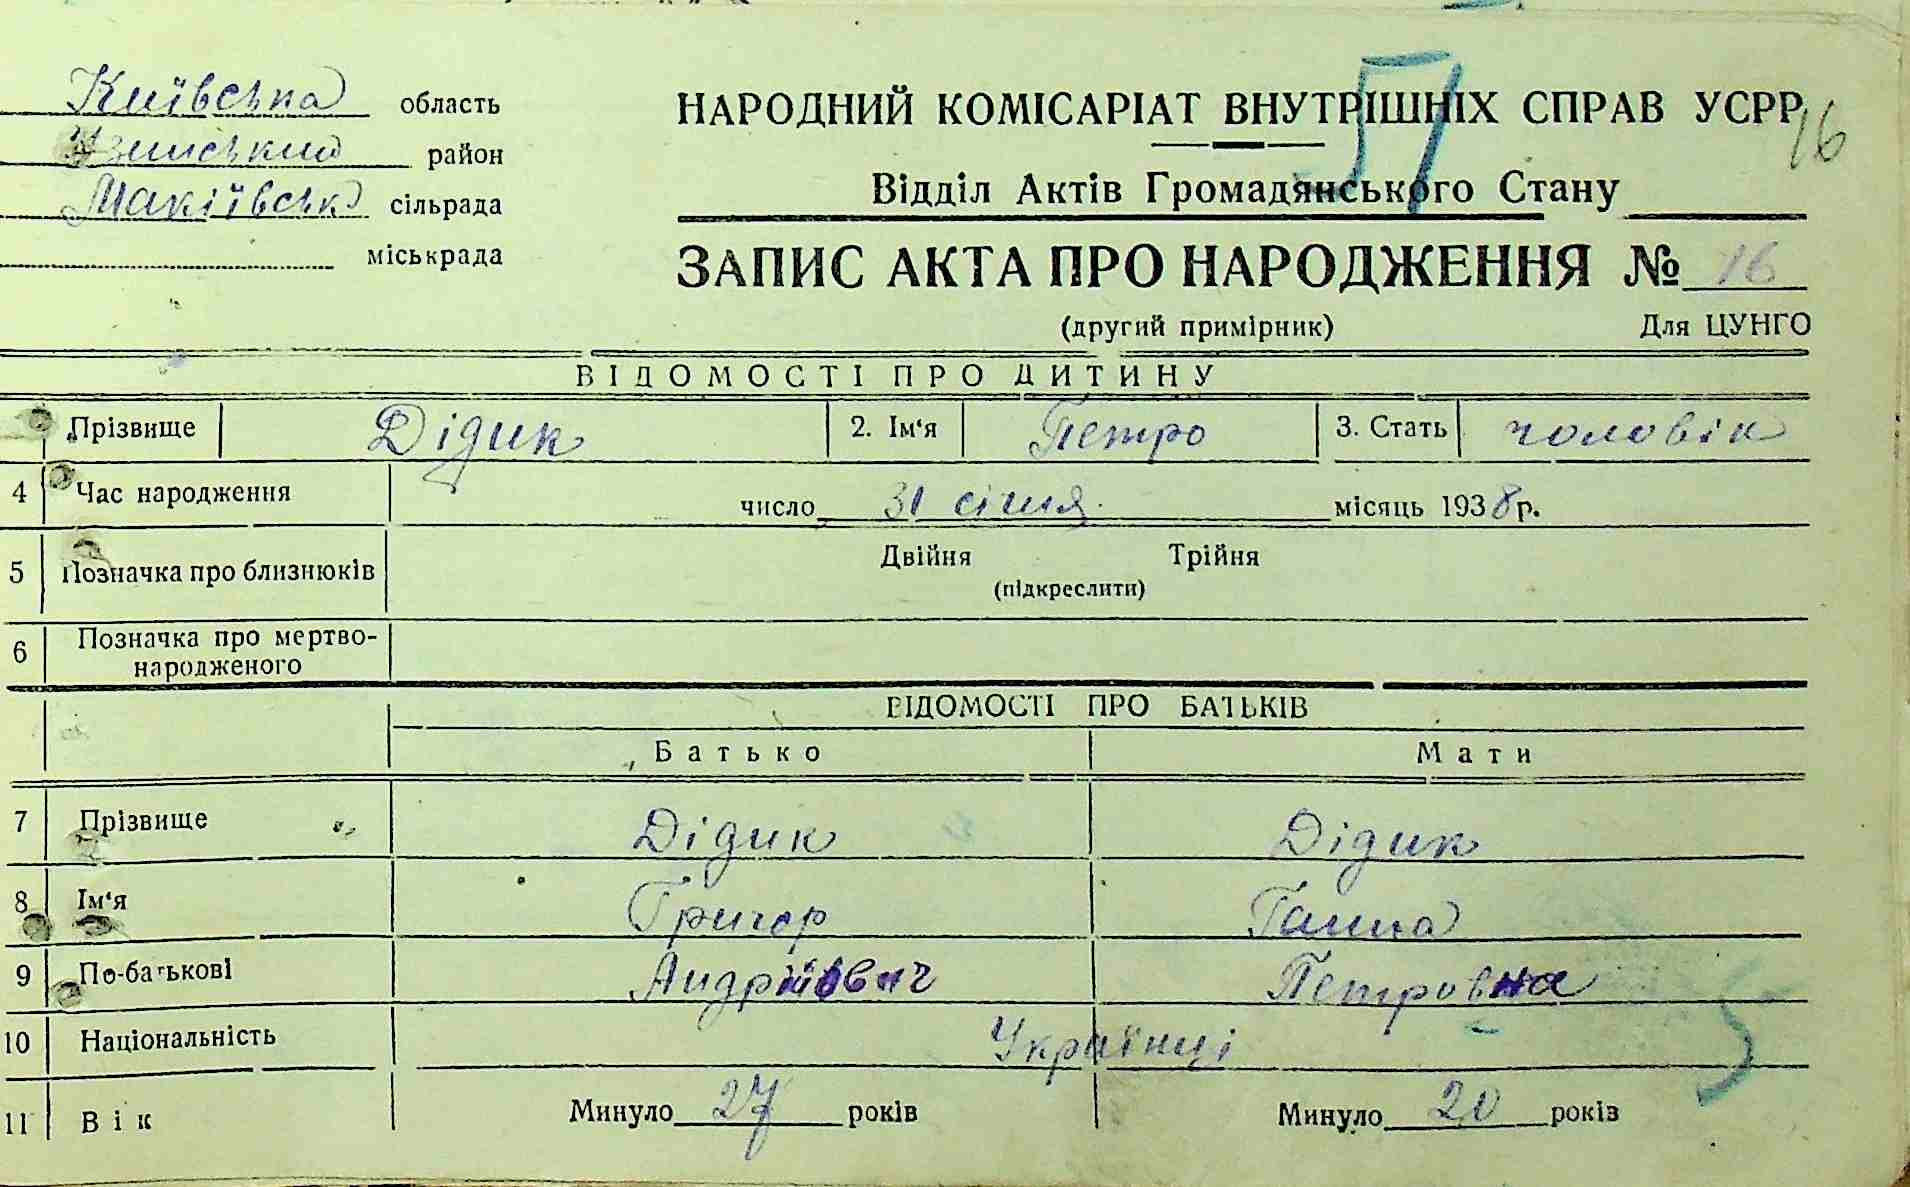 Київська область
Узинський район
Макіївськ сільрада
міськрада
НАРОДНИЙ КОМІСАРІАТ ВНУТРІШНІХ СПРАВ УСРР
51
16
Відділ Актів Громадянського Стану
ЗАПИС АКТА ПРО НАРОДЖЕННЯ № 16
(другий примірник) Для ЦУНГО
ВІДОМОСТІ ПРО ДИТИНУ
Прізвище Дідик 2. Ім‘я Петро 3. Стать чоловік
4 Час народження число 31 січня місяць 1938 р.
5 Позначка про близнюків Двійня Трійня
(підкреслити)
6 Позначка про мертво-
народженого
ВІДОМОСТІ ПРО БАТЬКІВ
Батько Мати
7 Прізвище Дідик Дідик
8 Ім‘я Григор Ганна
9 По-батькові Андрійович Петровна
10 Національність Українці
11 Вік Минуло 27 років Минуло 20 років